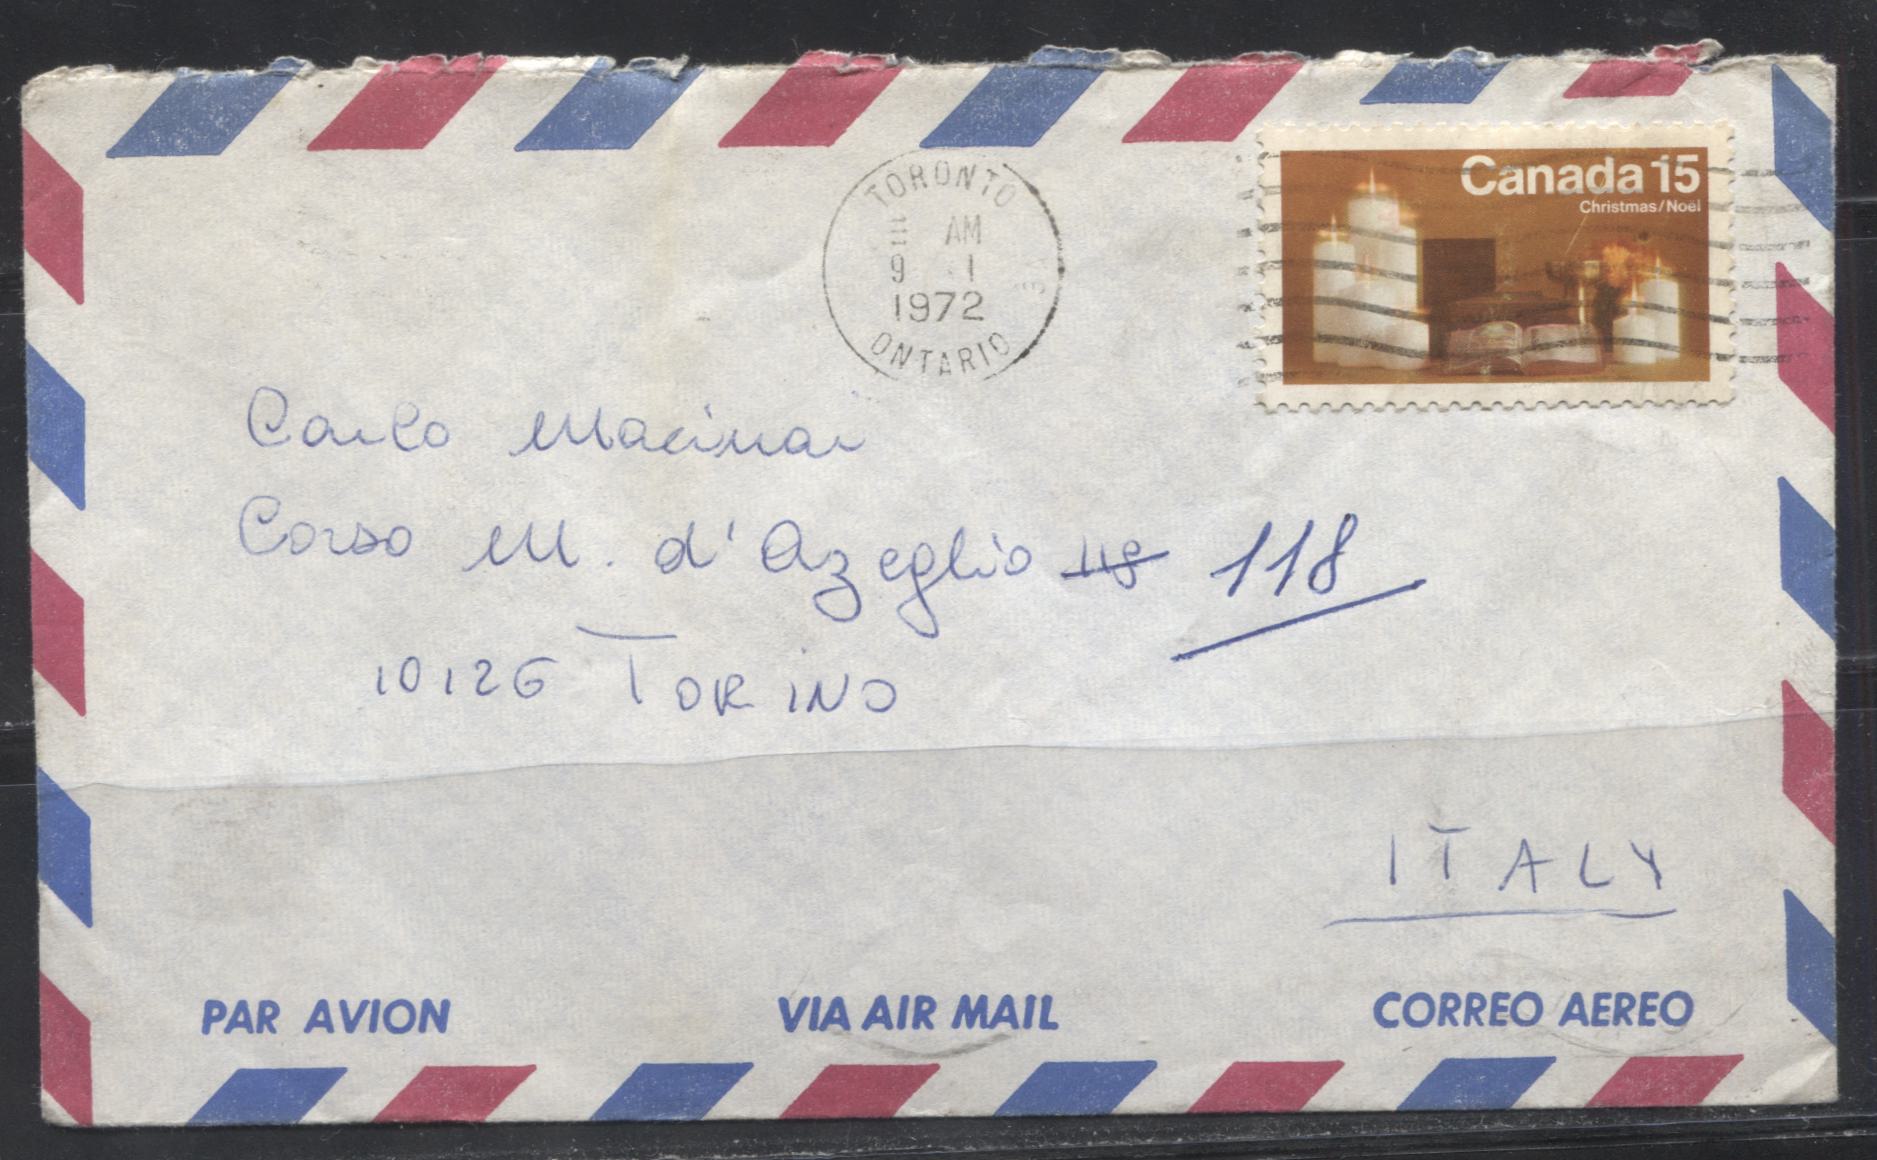 TORONTO
AM
9 I
1972
ONTARIO
Canada 15
Christmas/Noël
Carlo
Corso M. d'Azeglio 118 118
10126 TORINO
ITALY
PAR AVION VIA AIR MAIL CORREO AEREO